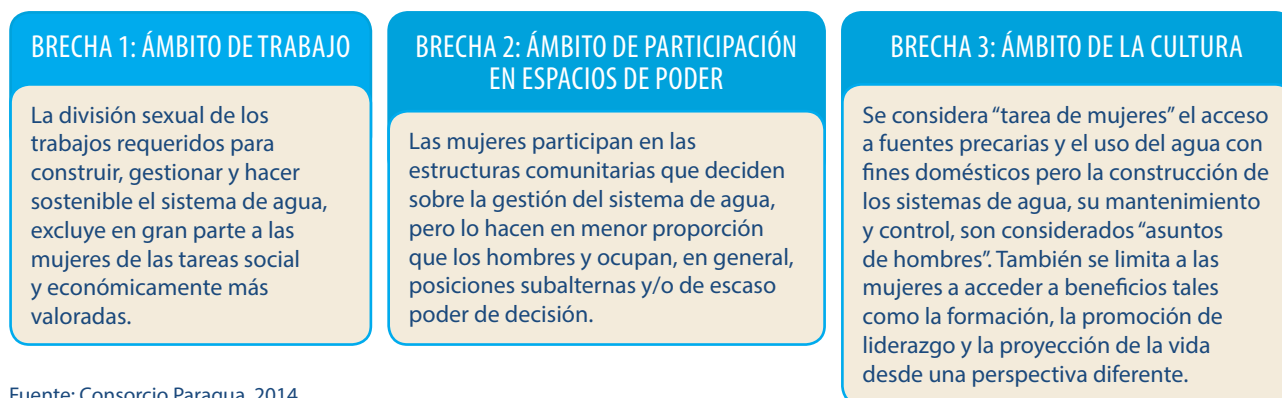 BRECHA 1: ÁMBITO DE TRABAJO
La división sexual de los
trabajos requeridos para
construir, gestionar y hacer
sostenible el sistema de agua,
excluye en gran parte a las
mujeres de las tareas social
y económicamente más
valoradas.
BRECHA 2: ÁMBITO DE PARTICIPACIÓN
EN ESPACIOS DE PODER
Las mujeres participan en las
estructuras comunitarias que deciden
sobre la gestión del sistema de agua,
pero lo hacen en menor proporción
que los hombres y ocupan, en general,
posiciones subalternas y/o de escaso
poder de decisión.
BRECHA 3: ÁMBITO DE LA CULTURA
Se considera “tarea de mujeres” el acceso
a fuentes precarias y el uso del agua con
fines domésticos pero la construcción de
los sistemas de agua, su mantenimiento
y control, son considerados “asuntos
de hombres”. También se limita a las
mujeres a acceder a beneficios tales
como la formación, la promoción de
liderazgo y la proyección de la vida
desde una perspectiva diferente.
Fuente: Consorcio Paragua, 2014